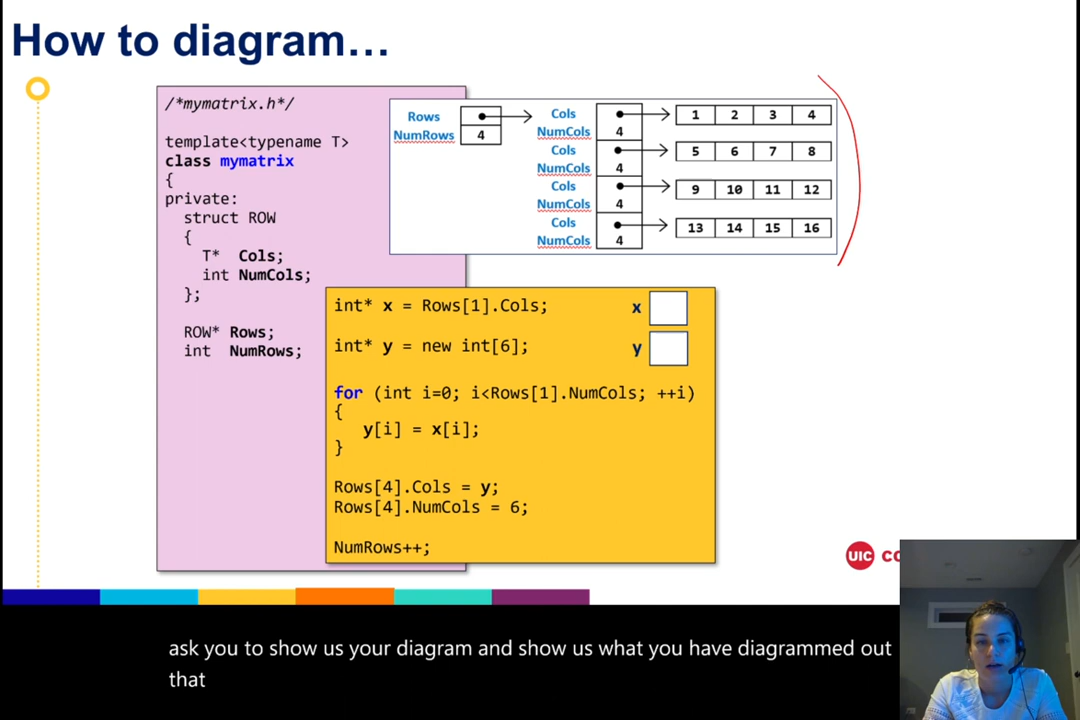 How to diagram...
/*mymatrix.h*/
template<typename T>
class mymatrix
{
private:
struct ROW
{
T* Cols;
int NumCols;
};
ROW* Rows;
int NumRows;
Rows
NumRows 4
Cols
NumCols 4
Cols
NumCols 4
Cols
NumCols 4
Cols
NumCols 4
1 2 3 4
5 6 7 8
9 10 11 12
13 14 15 16
int* x = Rows[1].Cols; x
int* y = new int[6]; y
for (int i=0; i<Rows[1].NumCols; ++i)
{
y[i] = x[i];
}
Rows[4].Cols = y;
Rows[4].NumCols = 6;
NumRows++;
UIC
ask you to show us your diagram and show us what you have diagrammed out
that